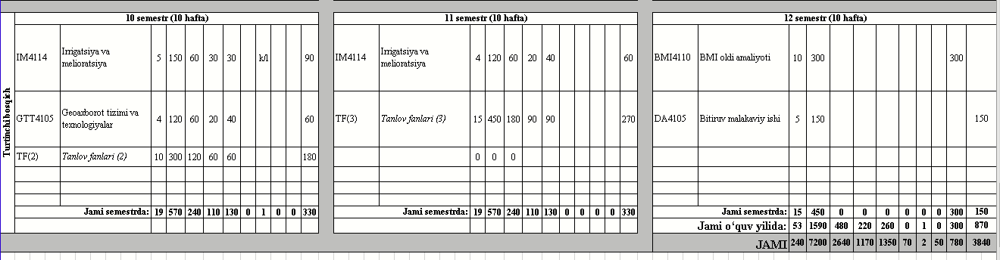 Turtinchi bosqich
10 semestr (10 hafta)
IM4114 Irrigatsiya va melioratsiya 5 150 60 30 30 k/l 90
GTT4105 Geoaxborot tizimi va texnologiyalar 4 120 60 20 40 60
TF(2) Tanlov fanlari (2) 10 300 120 60 60 180
Jami semestrda: 19 570 240 110 130 0 1 0 0 330
11 semestr (10 hafta)
IM4114 Irrigatsiya va melioratsiya 4 120 60 20 40 60
TF(3) Tanlov fanlari (3) 15 450 180 90 90 270
0 0 0
Jami semestrda: 19 570 240 110 130 0 0 0 0 330
12 semestr (10 hafta)
BMI4110 BMI oldi amaliyoti 10 300 300
DA4105 Bitiruv malakaviy ishi 5 150 150
Jami semestrda: 15 450 0 0 0 0 0 0 300 150
Jami o‘quv yilida: 53 1590 480 220 260 0 1 0 300 870
JAMI 240 7200 2640 1170 1350 70 2 50 780 3840